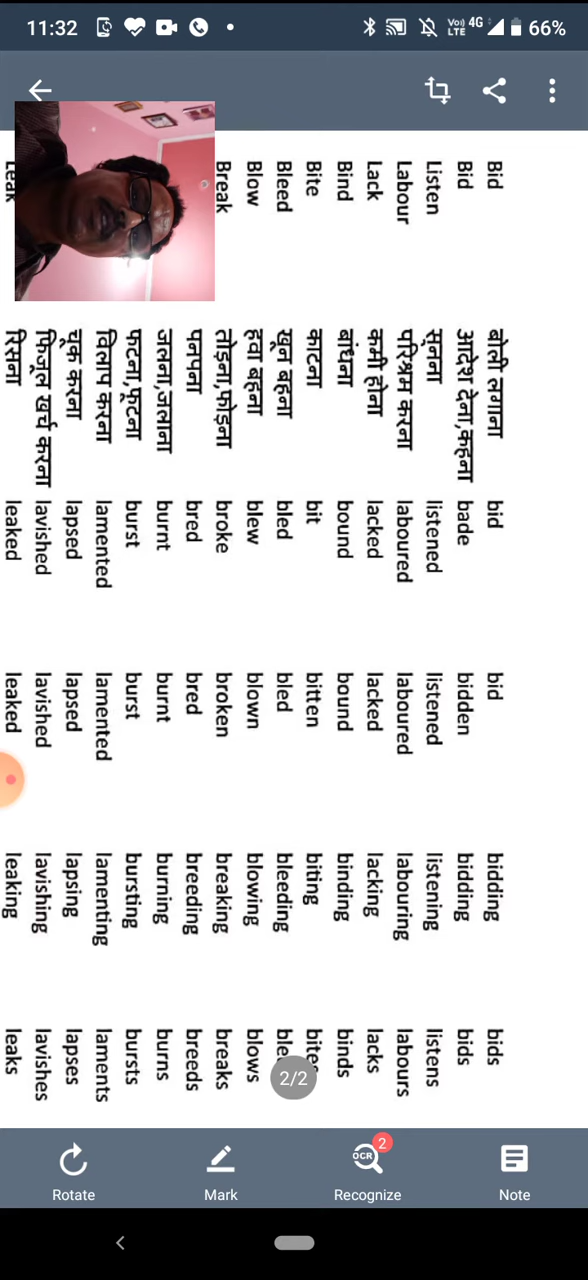 11:32
Voi) LTE 4G 66%
Bid बोली लगाना bid bid bidding bids
Bid आदेश देना,कहना bade bidden bidding bids
Listen सुनना listened listened listening listens
Labour परिश्रम करना laboured laboured labouring labours
Lack कमी होना lacked lacked lacking lacks
Bind बांधना bound bound binding binds
Bite काटना bit bitten biting bites
Bleed खून बहना bled bled bleeding
Blow हवा बहना blew blown blowing blows
Break तोड़ना,फोड़ना broke broken breaking breaks
पनपना bred bred breeding breeds
जलना,जलाना burnt burnt burning burns
फटना,फूटना burst burst bursting bursts
विलाप करना lamented lamented lamenting laments
चूक करना lapsed lapsed lapsing lapses
फिजूल खर्च करना lavished lavished lavishing lavishes
Leak रिसना leaked leaked leaking leaks
2/2
2
OCR
Rotate Mark Recognize Note